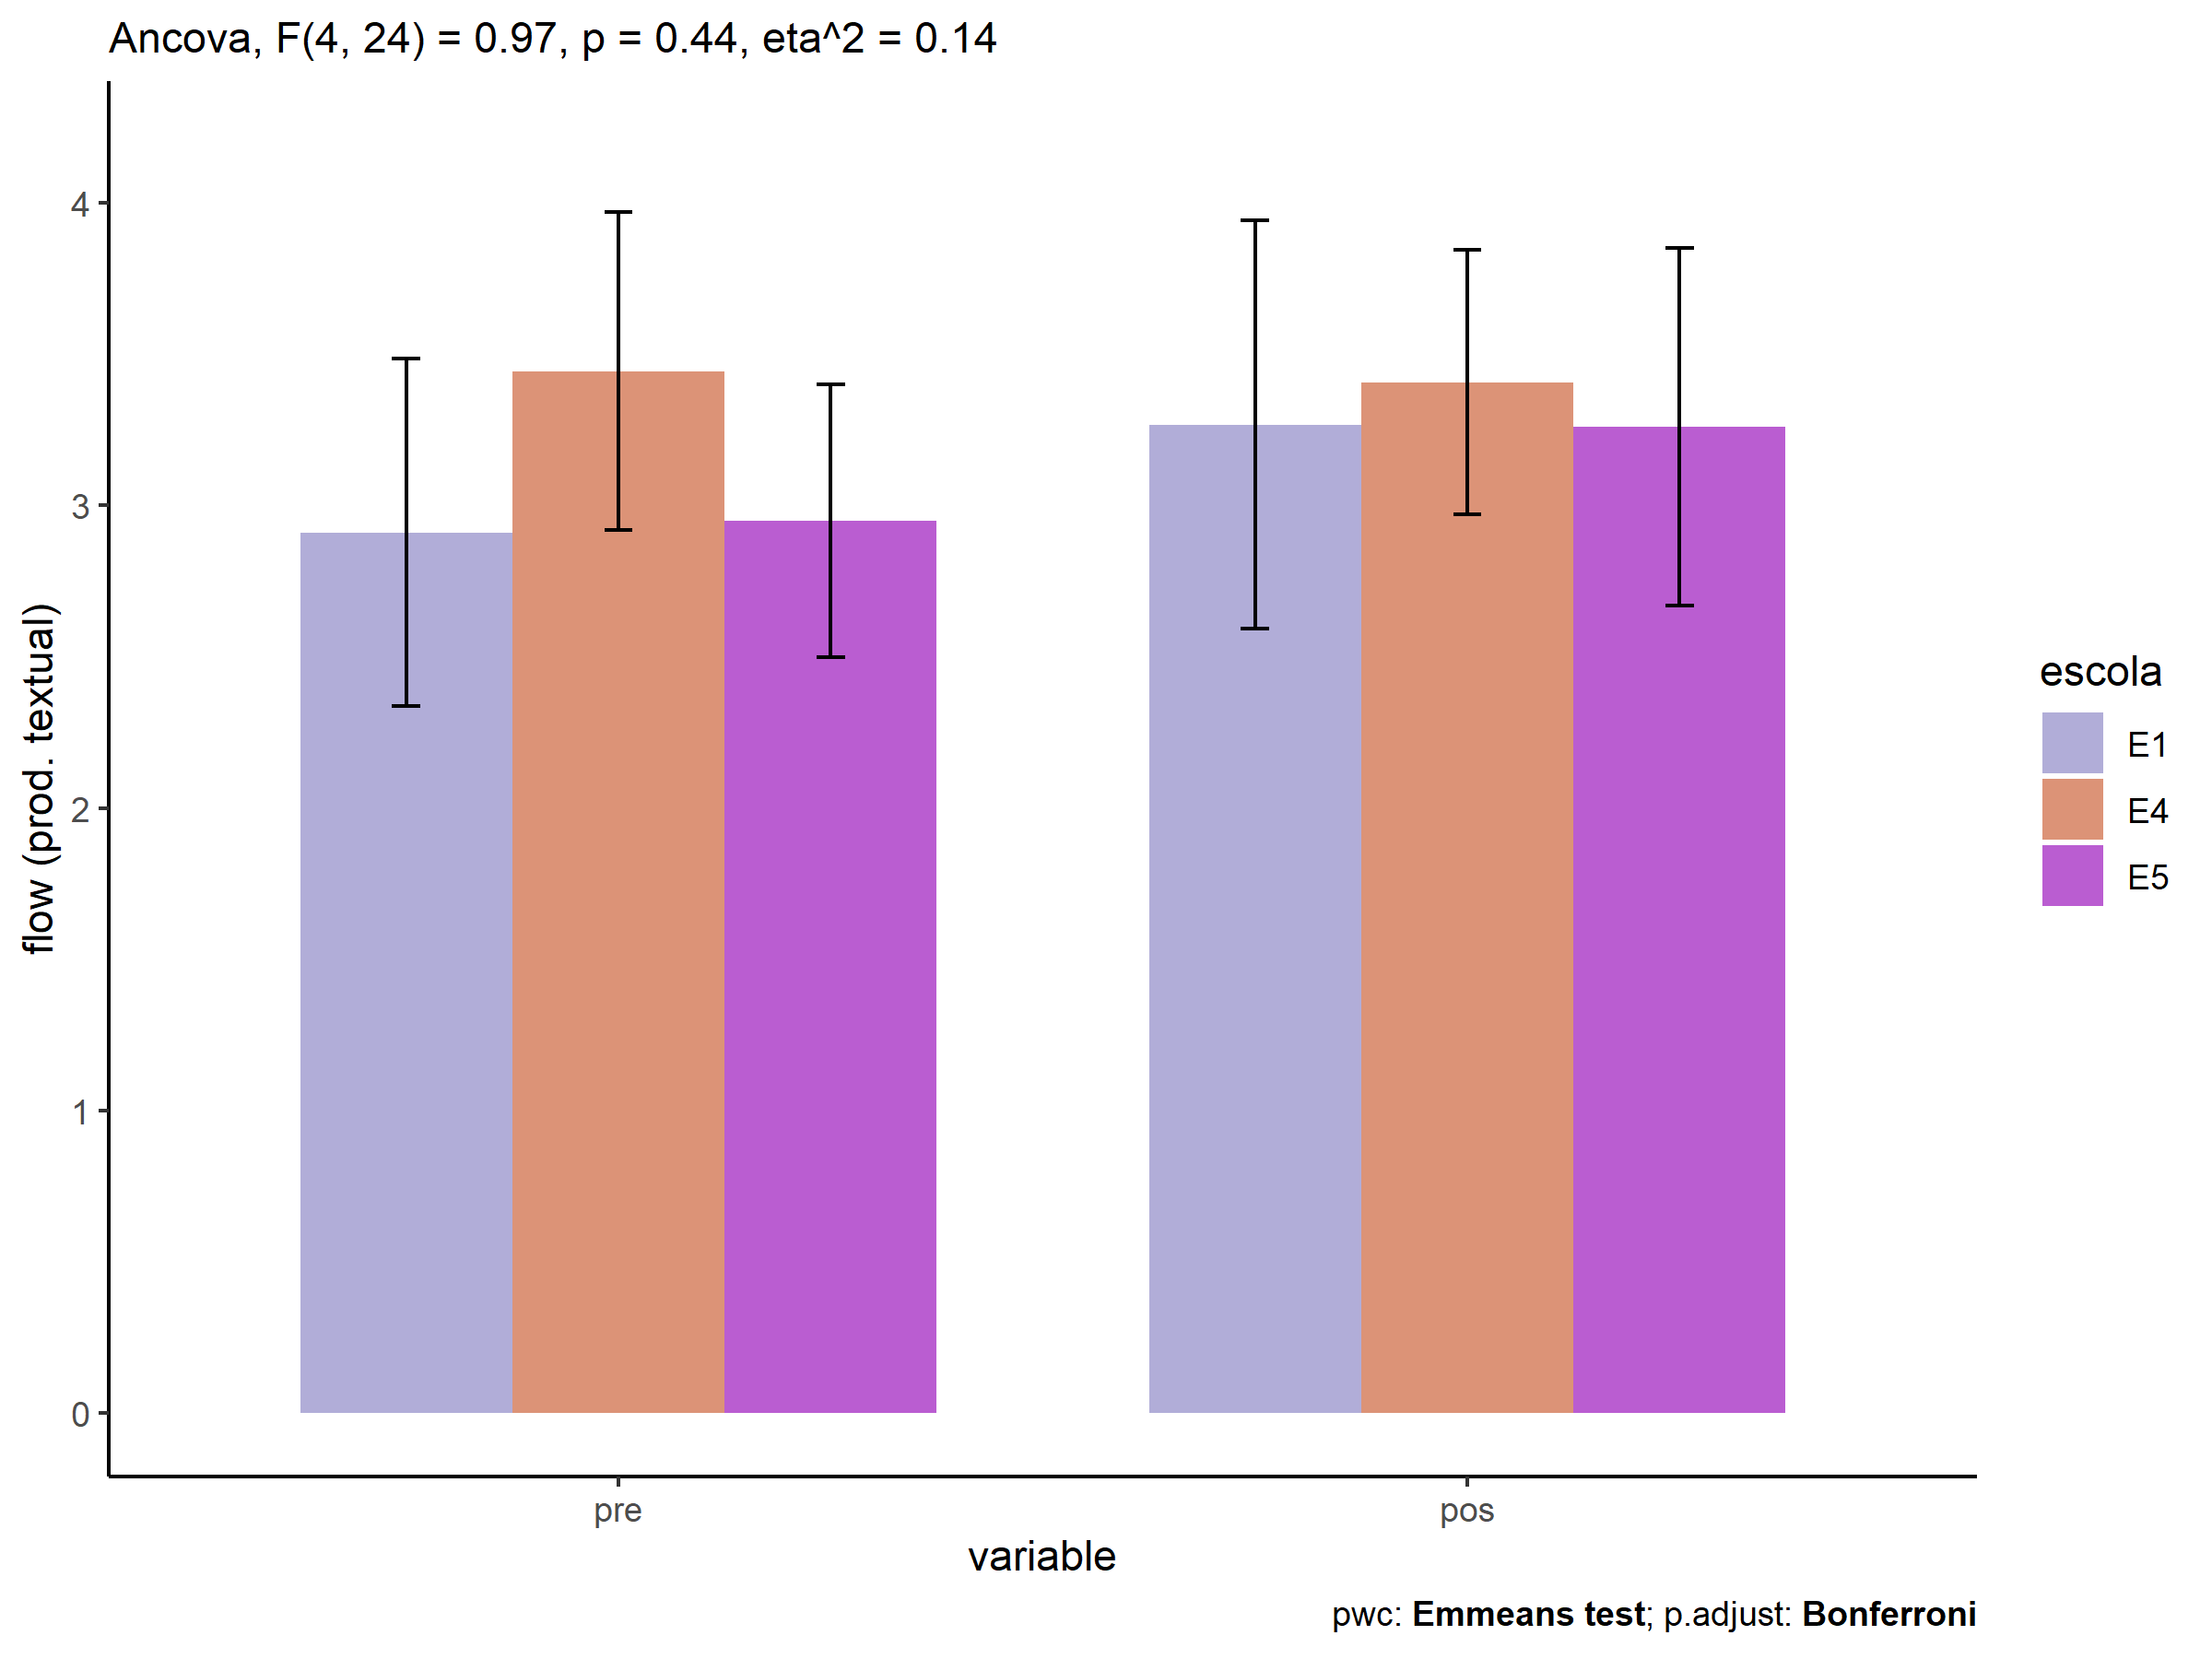 Ancova, F(4, 24) = 0.97, p = 0.44, eta^2 = 0.14
flow (prod. textual)
4
3
2
1
0
pre
pos
variable
escola
E1
E4
E5
pwc: Emmeans test; p.adjust: Bonferroni